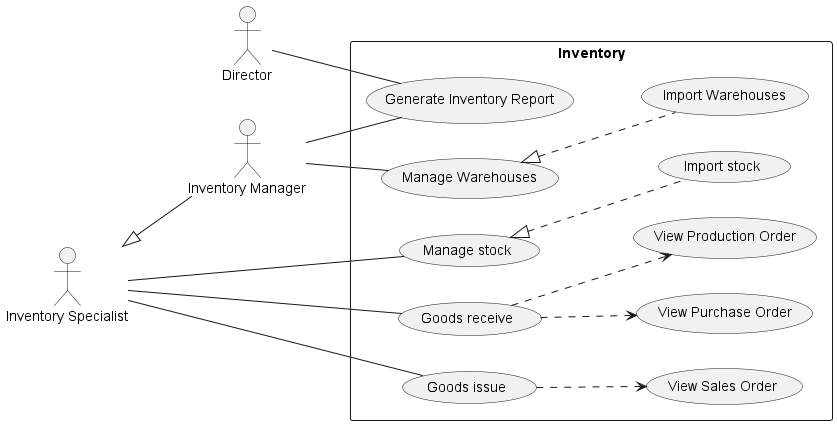 Director
Inventory
Generate Inventory Report
Import Warehouses
Inventory Manager
Manage Warehouses
Import stock
Manage stock
View Production Order
Inventory Specialist
Goods receive
View Purchase Order
Goods issue
View Sales Order